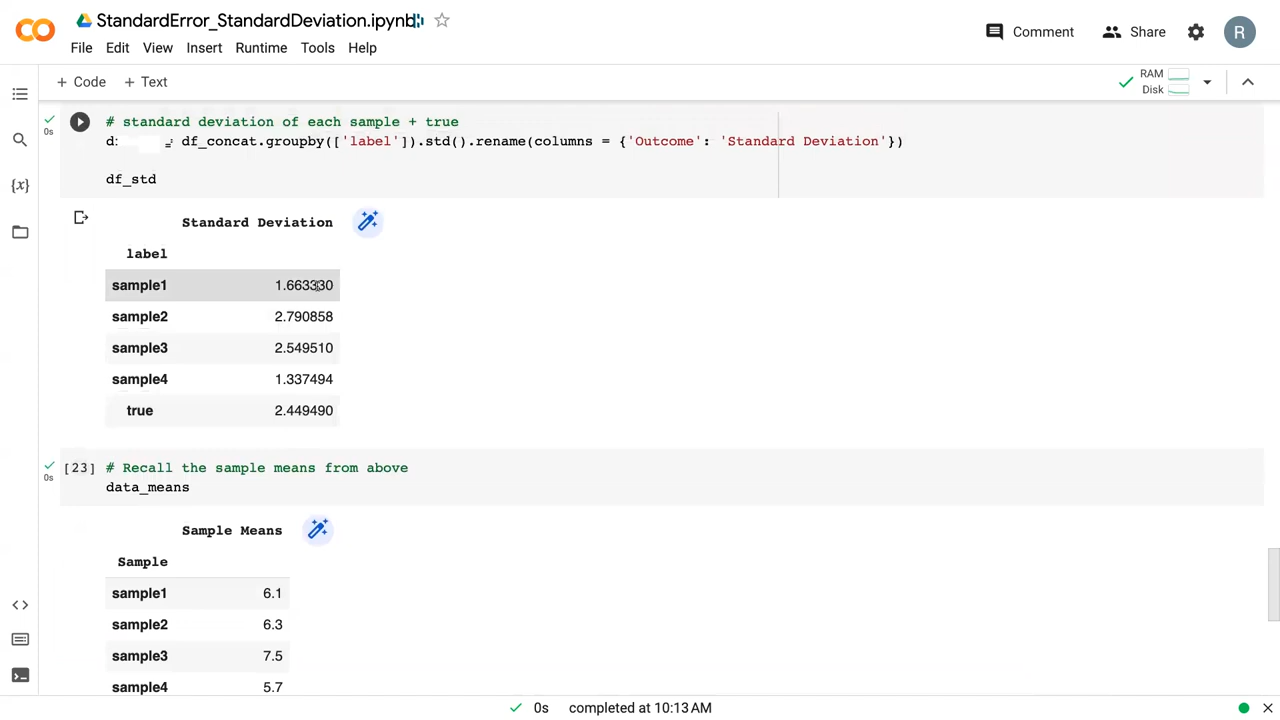 StandardError_StandardDeviation.ipynb
File Edit View Insert Runtime Tools Help
Comment Share R
+ Code + Text
RAM
Disk
0s
# standard deviation of each sample + true
= df_concat.groupby(['label']).std().rename(columns = {'Outcome': 'Standard Deviation'})
df_std
Standard Deviation
label
sample1 1.663330
sample2 2.790858
sample3 2.549510
sample4 1.337494
true 2.449490
[23] # Recall the sample means from above
0s
data_means
Sample Means
Sample
sample1 6.1
sample2 6.3
sample3 7.5
sample4 5.7
0s completed at 10:13 AM